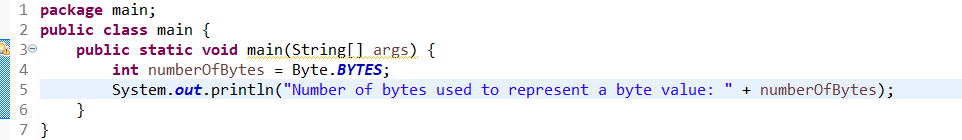 1 package main;
2 public class main {
3 public static void main(String[] args) {
4 int numberOfBytes = Byte.BYTES;
5 System.out.println("Number of bytes used to represent a byte value: " + numberOfBytes);
6 }
7 }